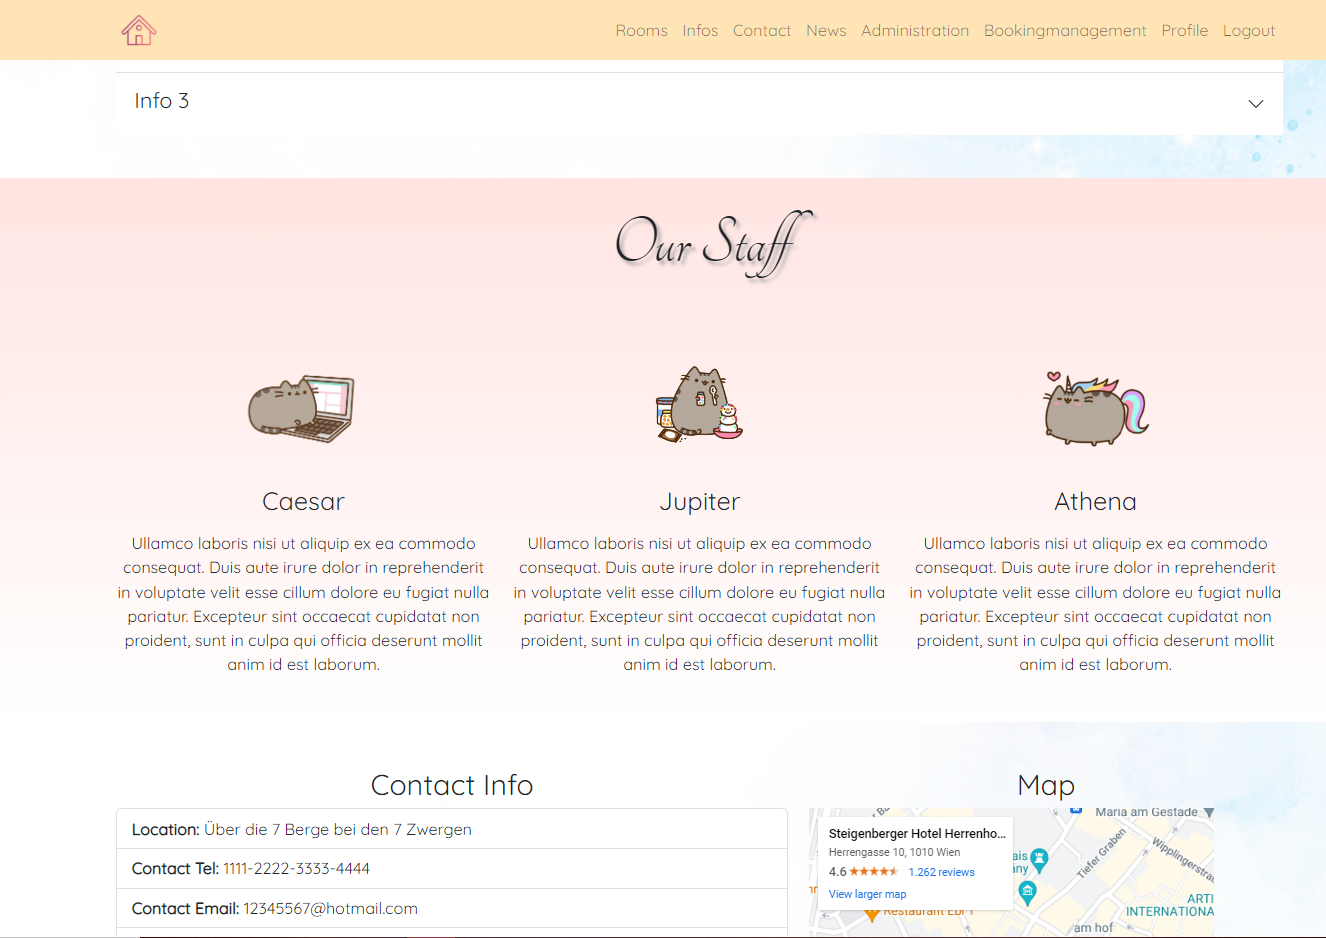 Rooms Infos Contact News Administration Bookingmanagement Profile Logout
Info 3
Our Staff
Caesar
Ullamco laboris nisi ut aliquip ex ea commodo
consequat. Duis aute irure dolor in reprehenderit
in voluptate velit esse cillum dolore eu fugiat nulla
pariatur. Excepteur sint occaecat cupidatat non
proident, sunt in culpa qui officia deserunt mollit
anim id est laborum.
Jupiter
Ullamco laboris nisi ut aliquip ex ea commodo
consequat. Duis aute irure dolor in reprehenderit
in voluptate velit esse cillum dolore eu fugiat nulla
pariatur. Excepteur sint occaecat cupidatat non
proident, sunt in culpa qui officia deserunt mollit
anim id est laborum.
Athena
Ullamco laboris nisi ut aliquip ex ea commodo
consequat. Duis aute irure dolor in reprehenderit
in voluptate velit esse cillum dolore eu fugiat nulla
pariatur. Excepteur sint occaecat cupidatat non
proident, sunt in culpa qui officia deserunt mollit
anim id est laborum.
Contact Info
Location: Über die 7 Berge bei den 7 Zwergen
Contact Tel: 1111-2222-3333-4444
Contact Email: 12345567@hotmail.com
Map
Maria am Gestade
Steigenberger Hotel Herrenho...
Herrengasse 10, 1010 Wien
4.6 1.262 reviews
View larger map
Tiefer Graben
Wipplingerstra
ARTI
INTERNATIONA
Restaurant
am hof